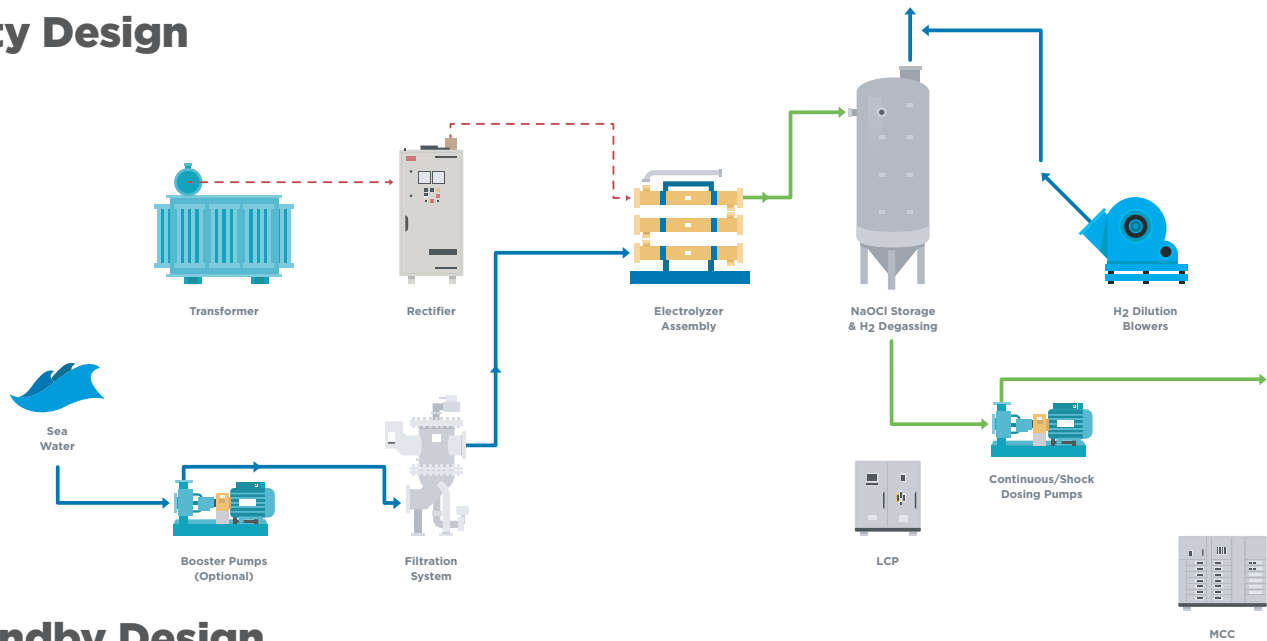 ty Design
Transformer
Rectifier
Electrolyzer
Assembly
NaOCl Storage
& H2 Degassing
H2 Dilution
Blowers
Sea
Water
Booster Pumps
(Optional)
Filtration
System
Continuous/Shock
Dosing Pumps
LCP
MCC
ndby Design